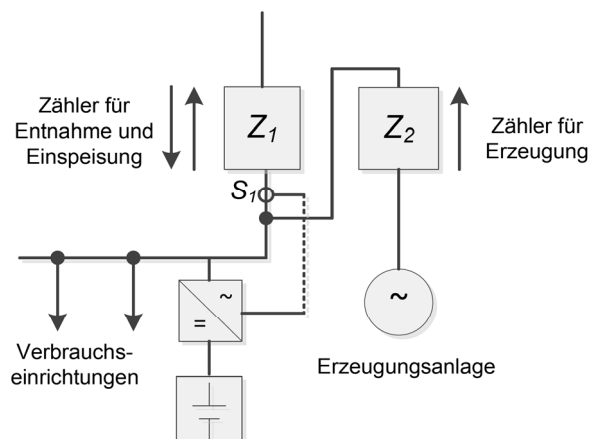 Zähler für
Entnahme und
Einspeisung
Z1
Z2
Zähler für
Erzeugung
S1
~
=
~
Verbrauchs-
einrichtungen
Erzeugungsanlage